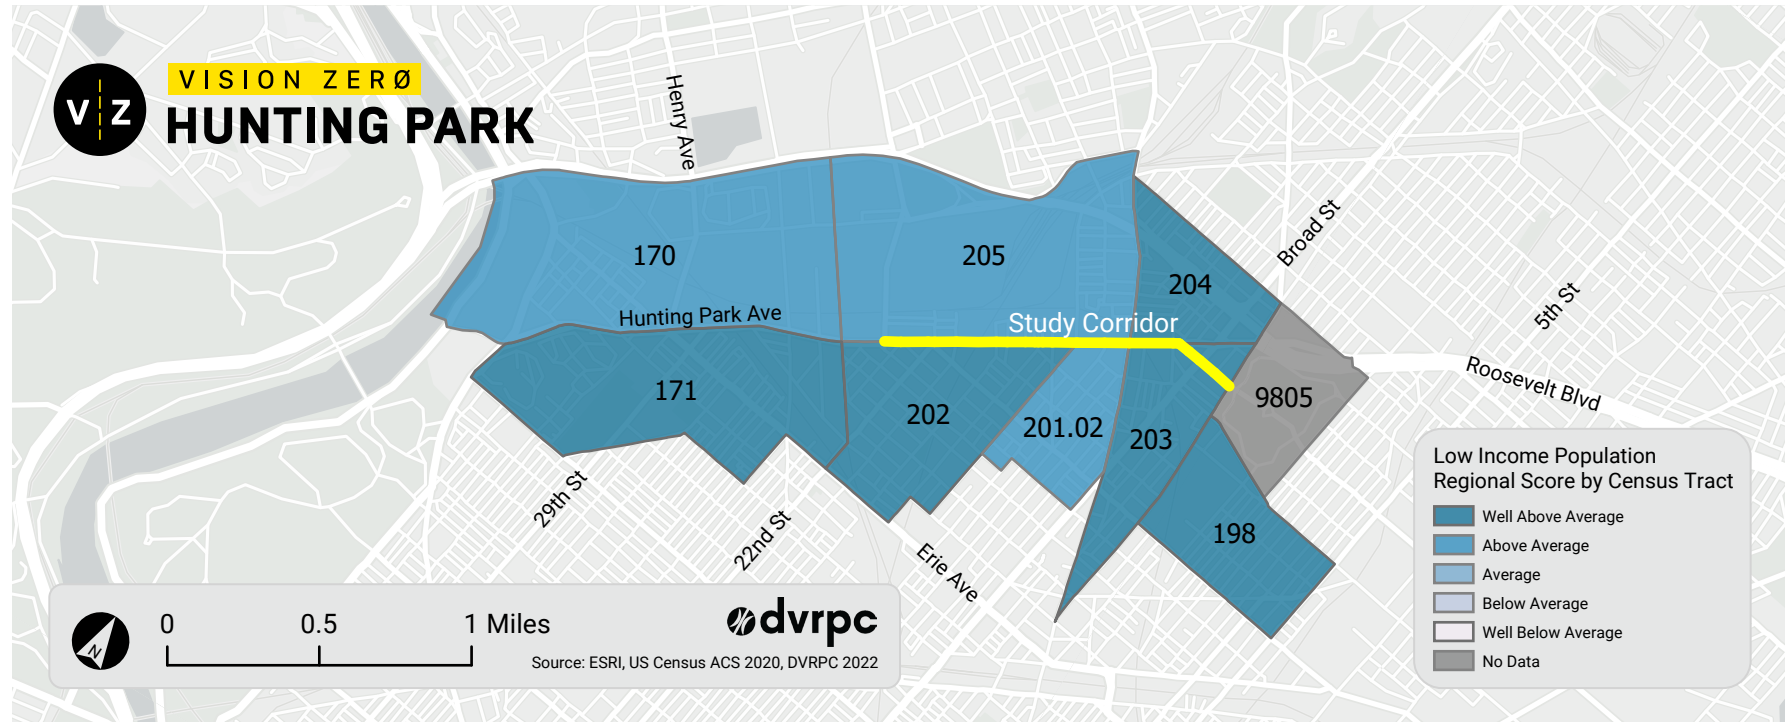 V Z
VISION ZERØ
HUNTING PARK
Henry Ave
Broad St
5th St
170
205
204
Hunting Park Ave
Study Corridor
Roosevelt Blvd
171
202
201.02
203
9805
198
29th St
22nd St
Erie Ave
Low Income Population
Regional Score by Census Tract
Well Above Average
Above Average
Average
Below Average
Well Below Average
No Data
N
0 0.5 1 Miles
dvrpc
Source: ESRI, US Census ACS 2020, DVRPC 2022